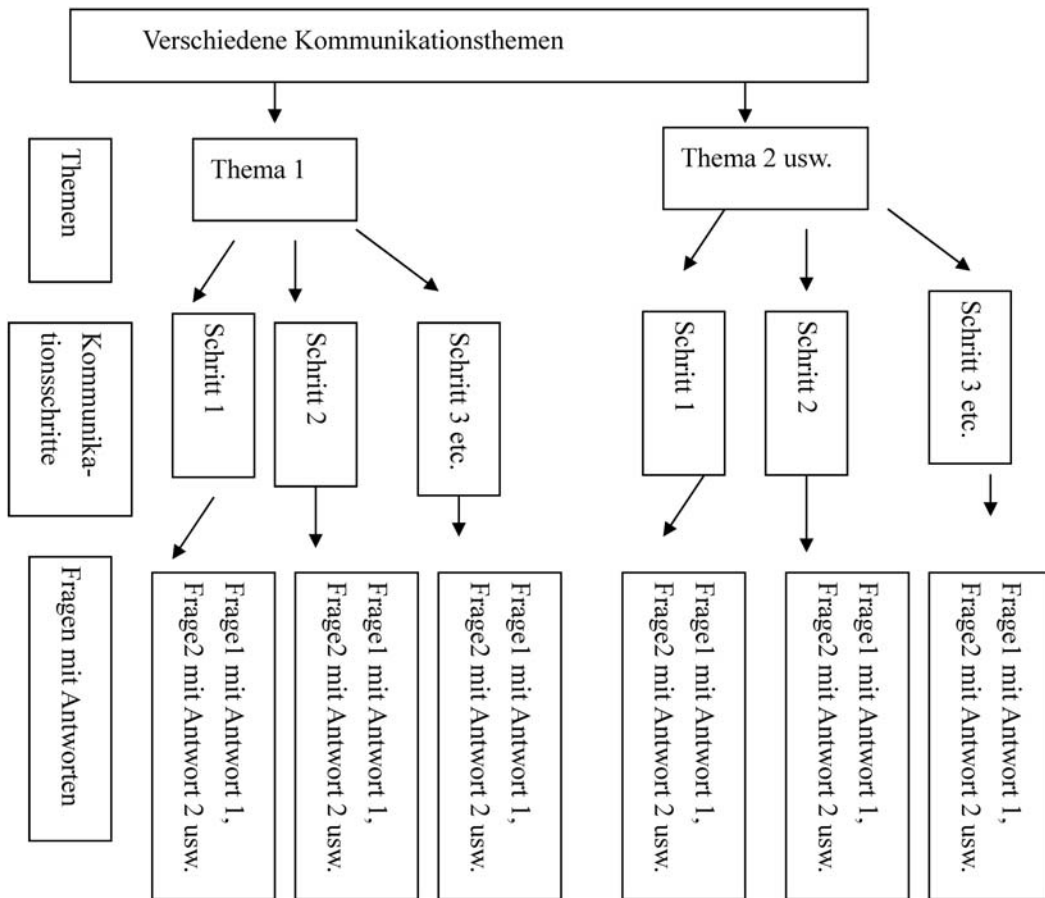 Verschiedene Kommunikationsthemen
Themen
Thema 1
Thema 2 usw.
Kommunika-
tionsschritte
Schritt 1
Schritt 2
Schritt 3 etc.
Schritt 1
Schritt 2
Schritt 3 etc.
Fragen mit Antworten
Frage1 mit Antwort 1,
Frage2 mit Antwort 2 usw.
Frage1 mit Antwort 1,
Frage2 mit Antwort 2 usw.
Frage1 mit Antwort 1,
Frage2 mit Antwort 2 usw.
Frage1 mit Antwort 1,
Frage2 mit Antwort 2 usw.
Frage1 mit Antwort 1,
Frage2 mit Antwort 2 usw.
Frage1 mit Antwort 1,
Frage2 mit Antwort 2 usw.